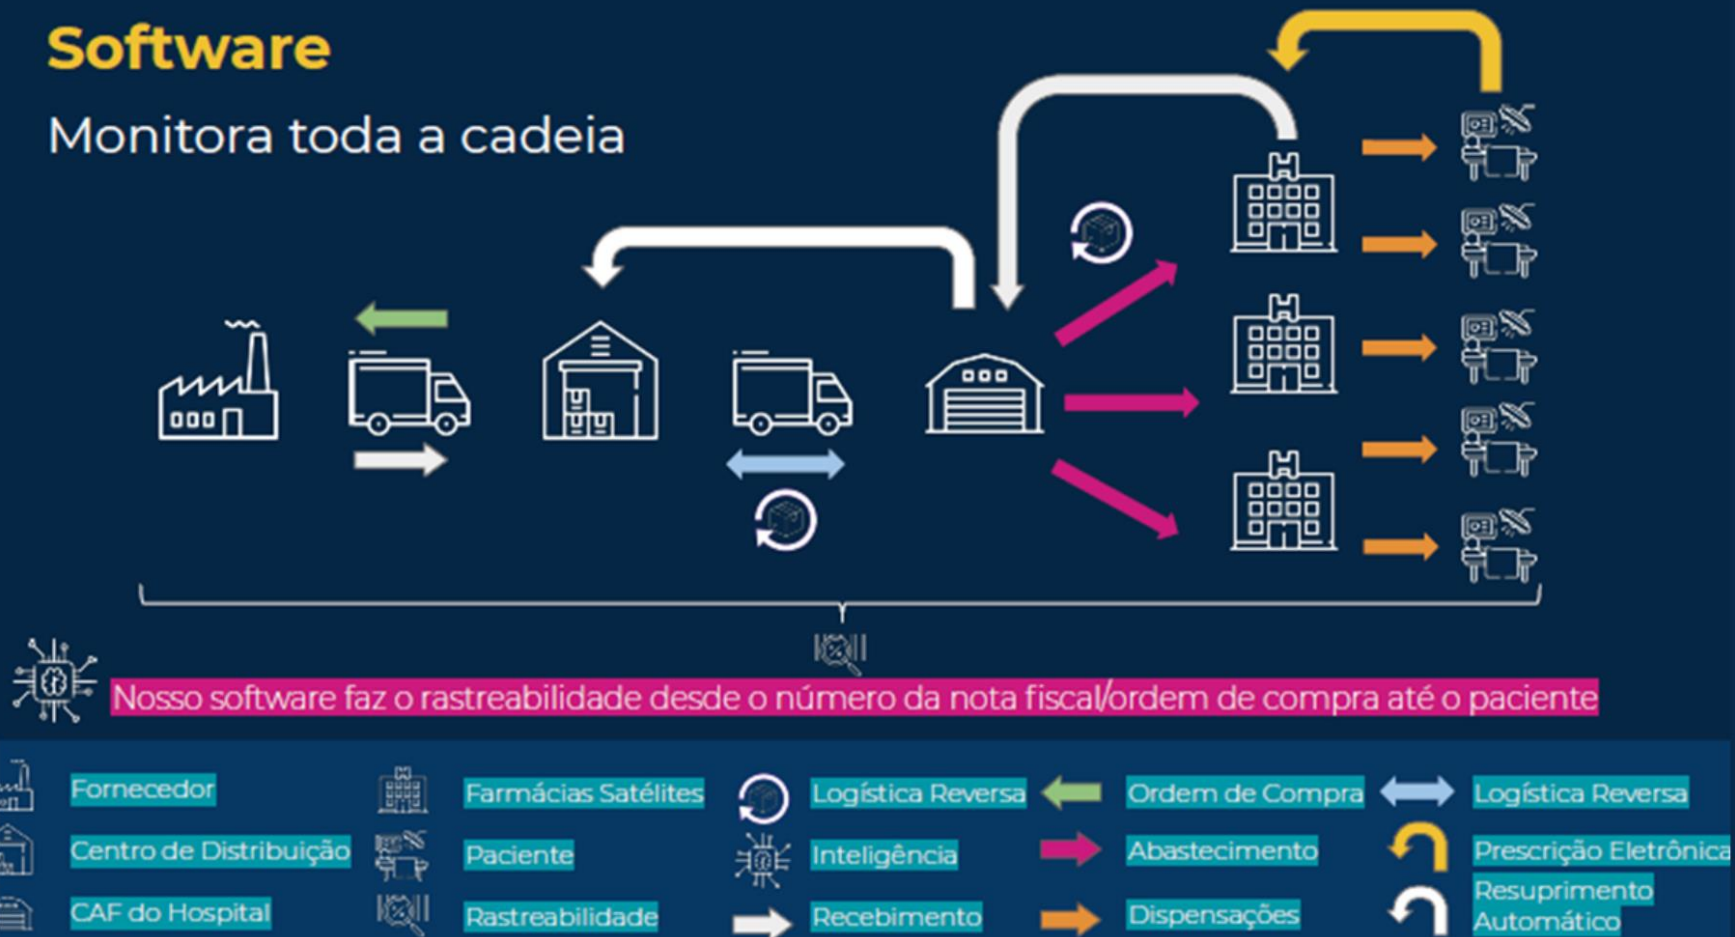 Software
Monitora toda a cadeia
Nosso software faz o rastreabilidade desde o número da nota fiscal/ordem de compra até o paciente
Fornecedor
Farmácias Satélites
Logística Reversa
Ordem de Compra
Logística Reversa
Centro de Distribuição
Paciente
Inteligência
Abastecimento
Prescrição Eletrônica
CAF do Hospital
Rastreabilidade
Recebimento
Dispensações
Resuprimento
Automático